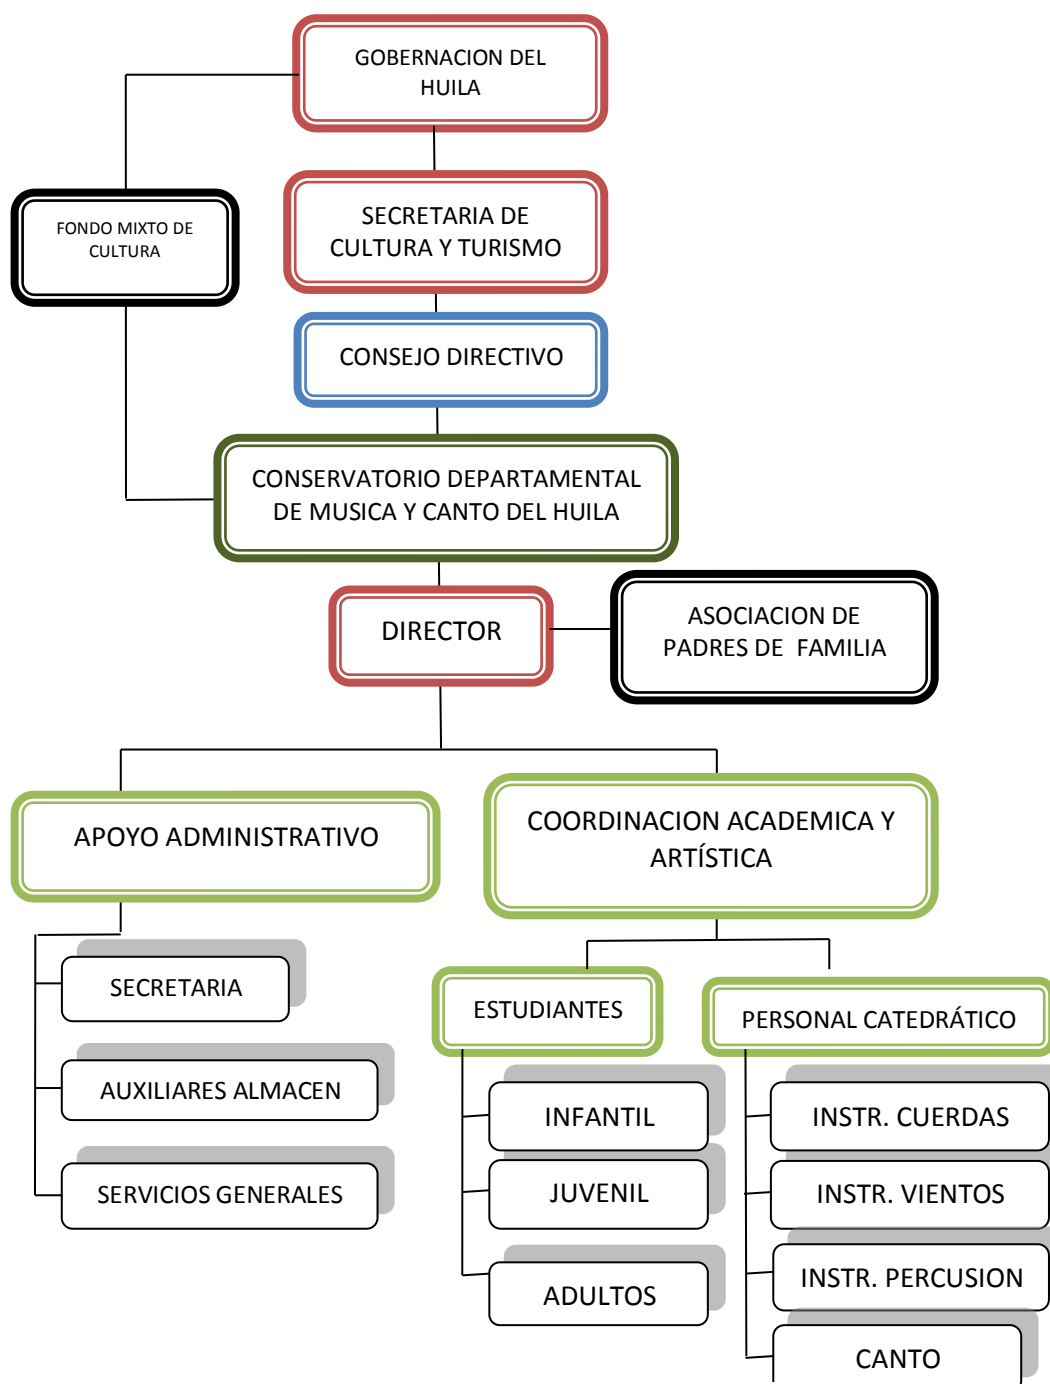 GOBERNACION DEL
HUILA
FONDO MIXTO DE
CULTURA
SECRETARIA DE
CULTURA Y TURISMO
CONSEJO DIRECTIVO
CONSERVATORIO DEPARTAMENTAL
DE MUSICA Y CANTO DEL HUILA
DIRECTOR
ASOCIACION DE
PADRES DE FAMILIA
APOYO ADMINISTRATIVO
COORDINACION ACADEMICA Y
ARTÍSTICA
SECRETARIA
AUXILIARES ALMACEN
SERVICIOS GENERALES
ESTUDIANTES
INFANTIL
JUVENIL
ADULTOS
PERSONAL CATEDRÁTICO
INSTR. CUERDAS
INSTR. VIENTOS
INSTR. PERCUSION
CANTO